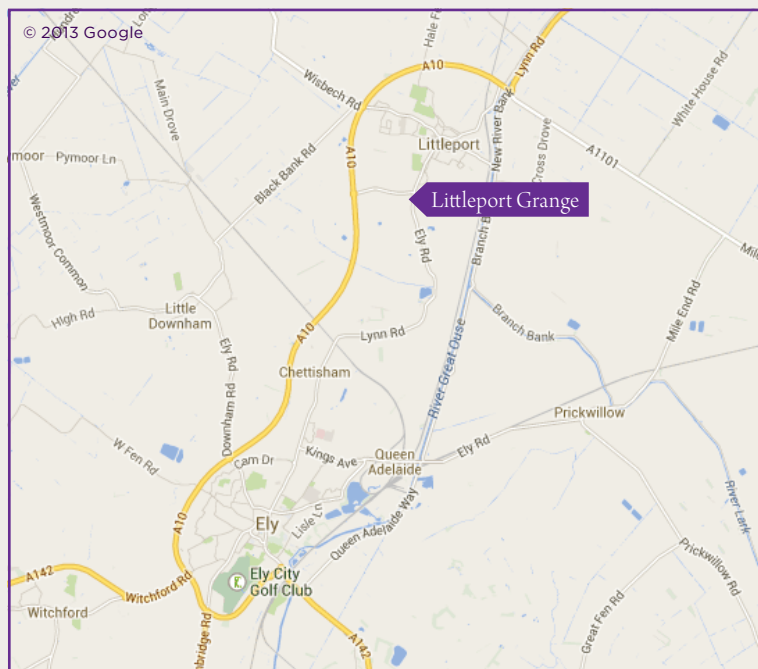 © 2013 Google
Lynn Rd
A10
Wisbech Rd
Main Drove
White House Rd
Littleport
New River Bank
Cross Drove
A1101
Pymoor Ln
Black Bank Rd
A10
Littleport Grange
Westmoor Common
Ely Rd
Mile End Rd
Little
Downham
High Rd
Branch Bank
A10
Lynn Rd
Ely Rd
Chettisham
River Great Ouse
Downham Rd
Prickwillow
W Fen Rd
Cam Dr
Kings Ave
Queen
Adelaide
Ely Rd
River Lark
A10
Ely
Queen Adelaide Way
Prickwillow Rd
A142
Witchford Rd
Ely City
Golf Club
Witchford
Great Fen Rd
A142